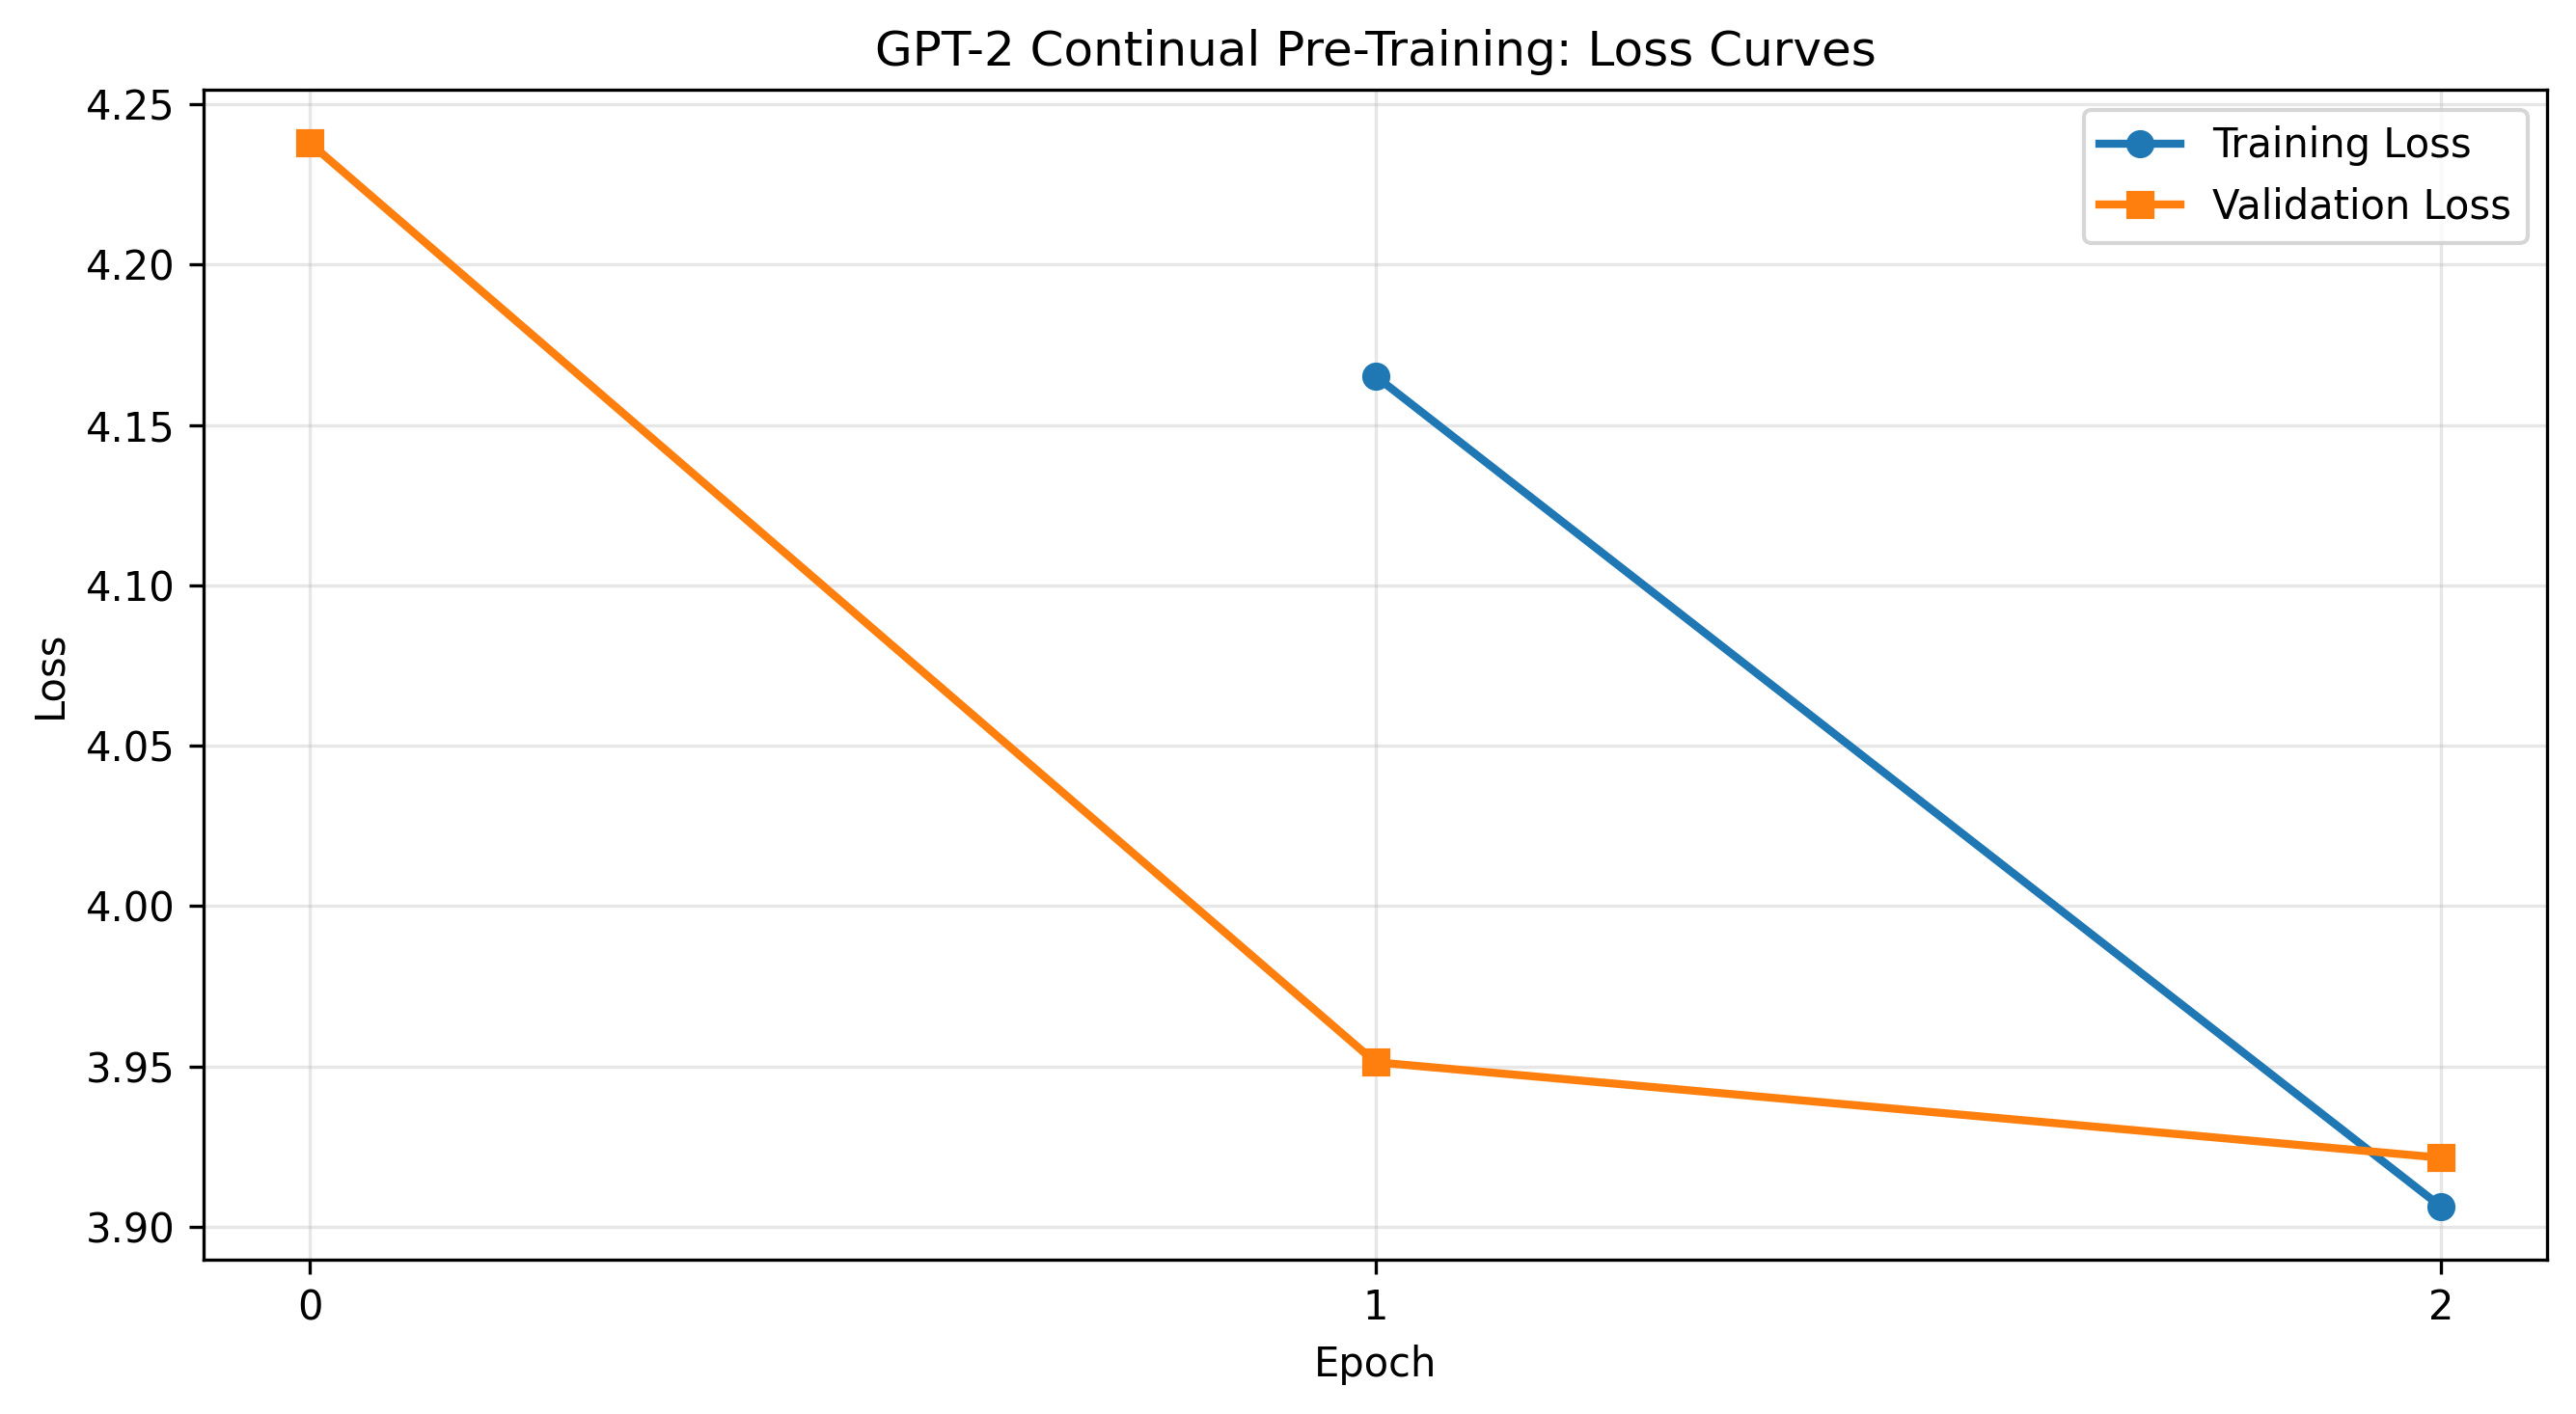 GPT-2 Continual Pre-Training: Loss Curves
Training Loss
Validation Loss
4.25
4.20
4.15
4.10
4.05
4.00
3.95
3.90
Loss
0
1
2
Epoch